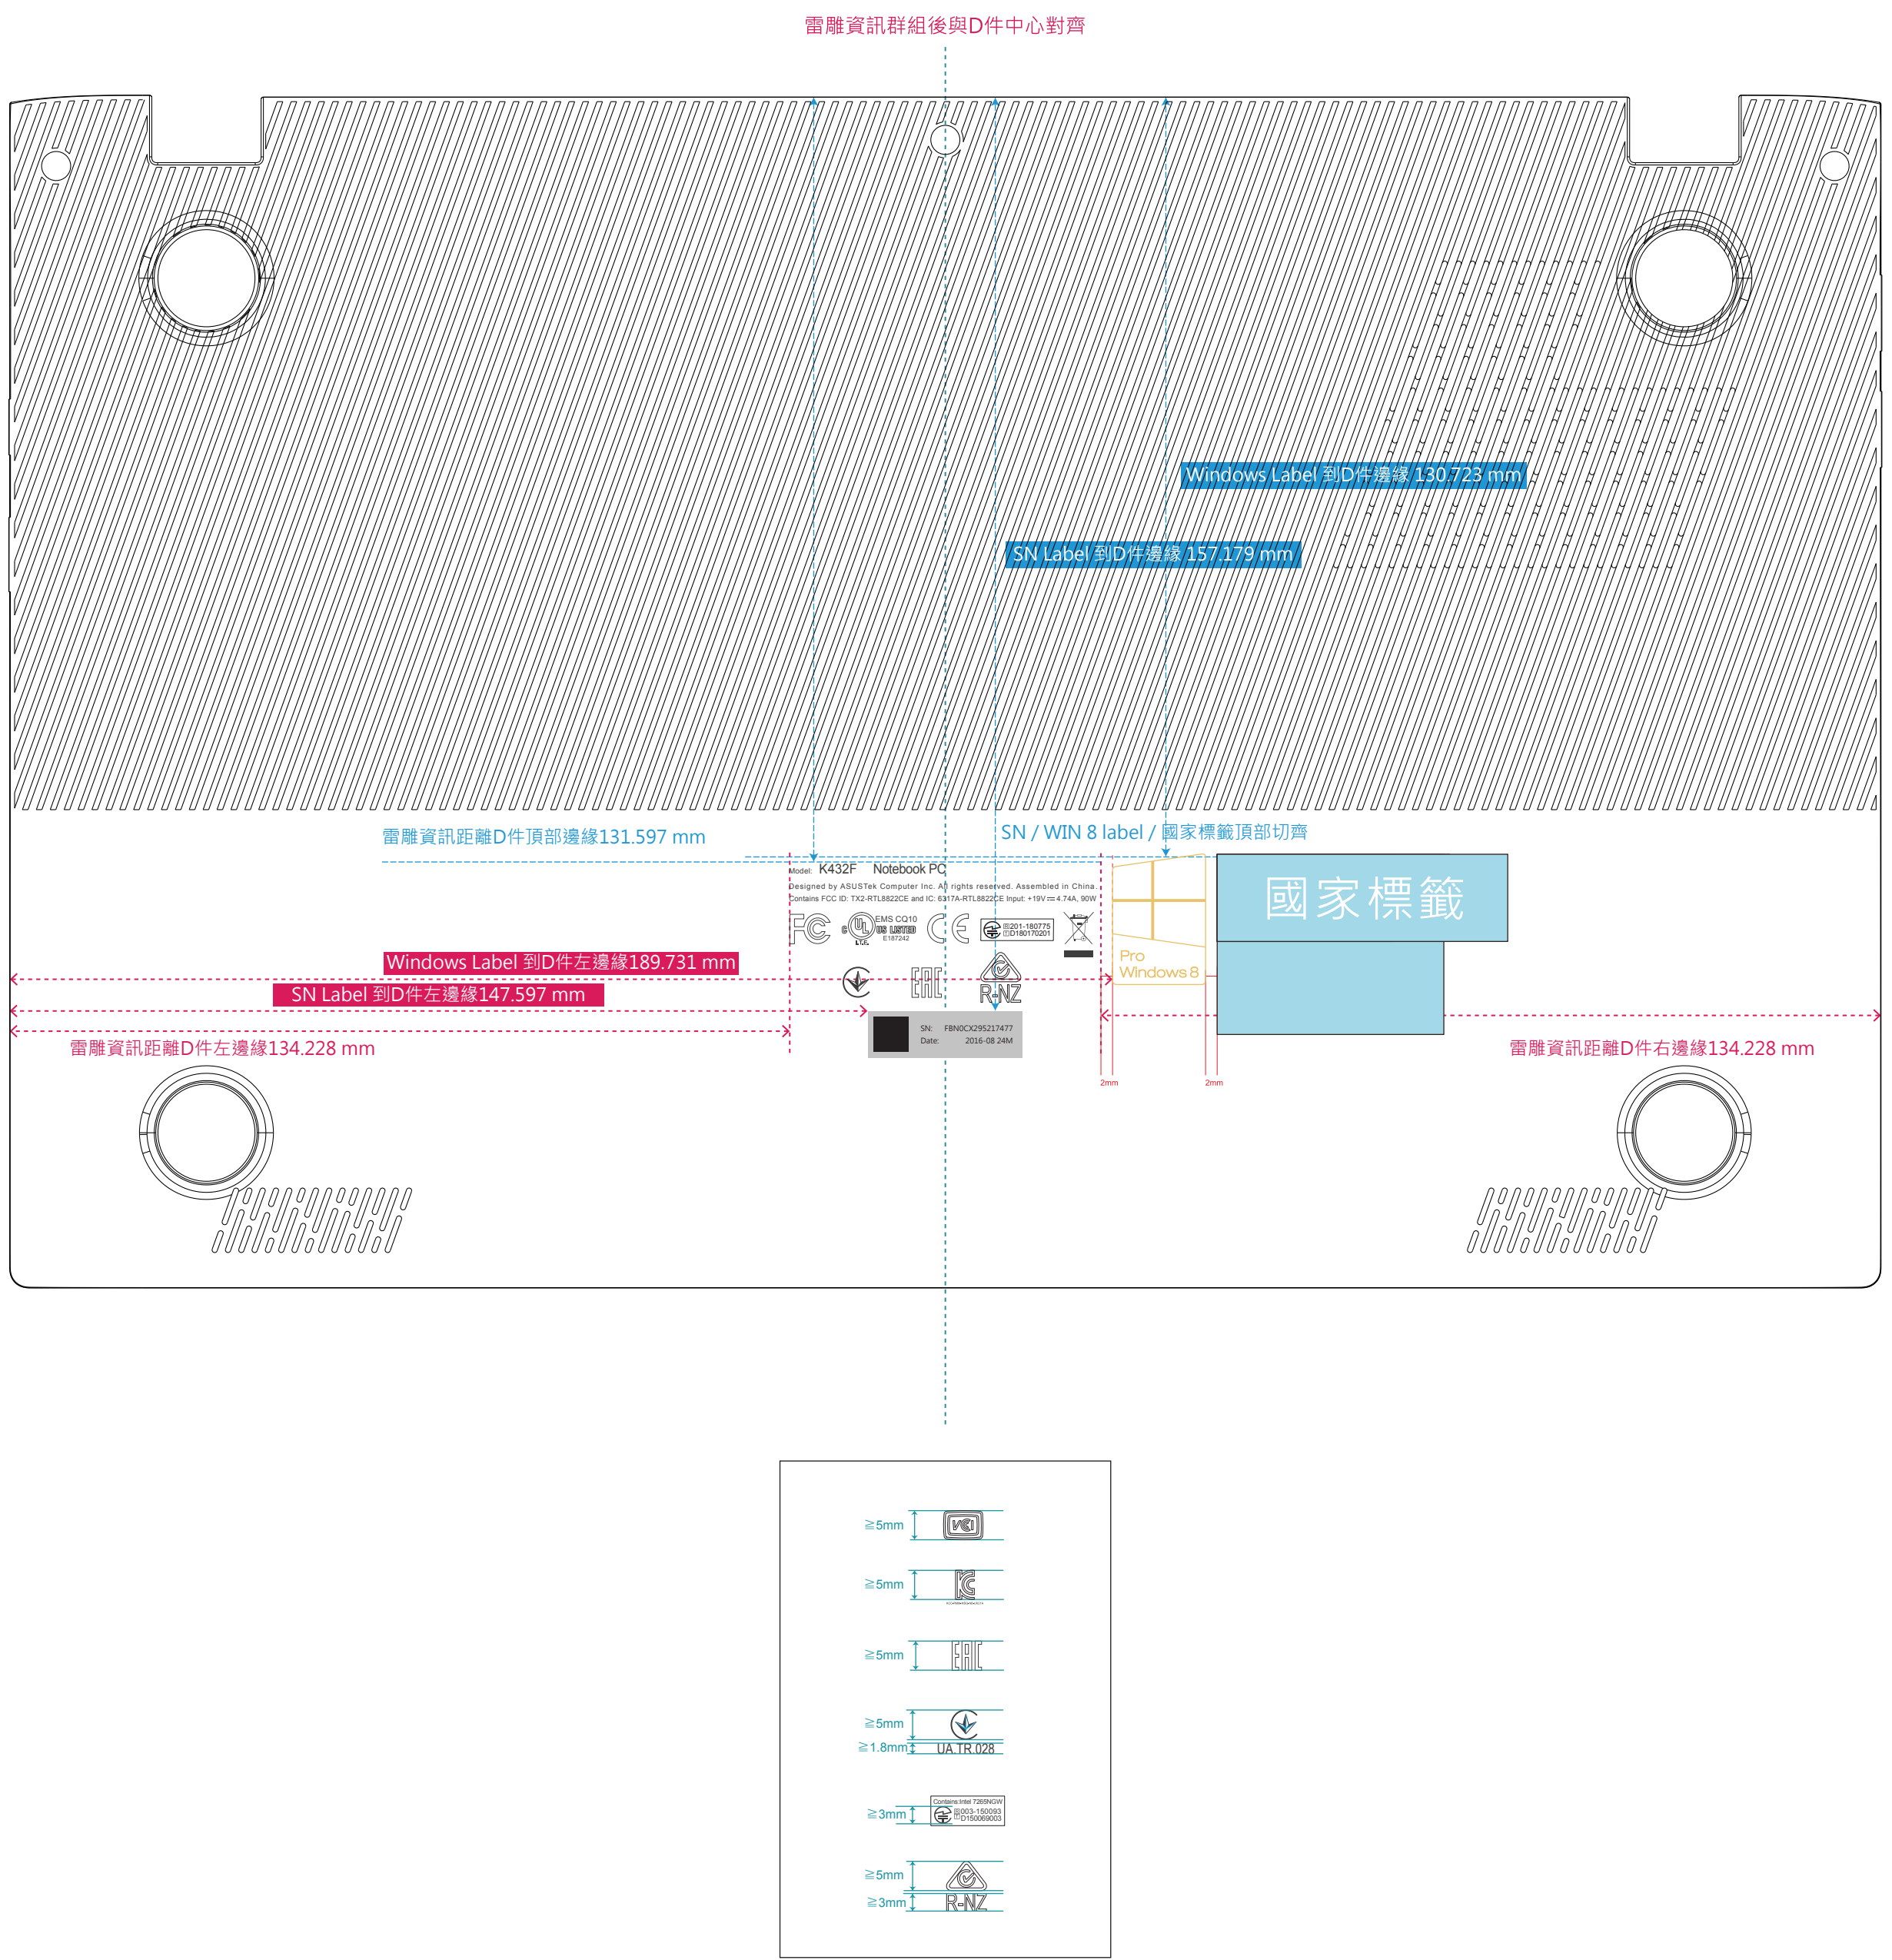 雷雕資訊群組後與D件中心對齊
Windows Label 到D件邊緣 130.723 mm
SN Label 到D件邊緣 157.179 mm
雷雕資訊距離D件頂部邊緣131.597 mm
SN / WIN 8 label / 國家標籤頂部切齊
Model: K432F Notebook PC
Designed by ASUSTek Computer Inc. All rights reserved. Assembled in China.
Contains FCC ID: TX2-RTL8822CE and IC: 6317A-RTL8822CE Input: +19V⎓4.74A, 90W
FC
C UL US LISTED
I.T.E.
EMS CQ10
E187242
CE
R 201-180775
T D180170201
國家標籤
Pro
Windows 8
EAC
R-NZ
Windows Label 到D件左邊緣189.731 mm
SN Label 到D件左邊緣147.597 mm
SN: FBN0CX295217477
Date: 2016-08 24M
雷雕資訊距離D件左邊緣134.228 mm
雷雕資訊距離D件右邊緣134.228 mm
2mm
2mm
≧5mm
VCI
≧5mm
KC
≧5mm
EAC
≧5mm
≧1.8mm
UA.TR.028
Contains:Intel 7265NGW
≧3mm
R 003-150093
T D150069003
≧5mm
≧3mm
R-NZ